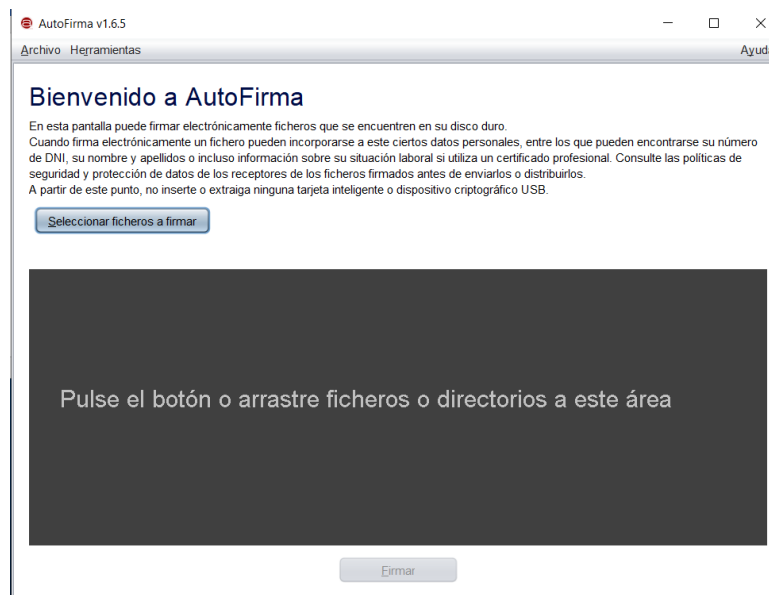 AutoFirma v1.6.5
Archivo Herramientas Ayuda
Bienvenido a AutoFirma
En esta pantalla puede firmar electrónicamente ficheros que se encuentren en su disco duro.
Cuando firma electrónicamente un fichero pueden incorporarse a este ciertos datos personales, entre los que pueden encontrarse su número
de DNI, su nombre y apellidos o incluso información sobre su situación laboral si utiliza un certificado profesional. Consulte las políticas de
seguridad y protección de datos de los receptores de los ficheros firmados antes de enviarlos o distribuirlos.
A partir de este punto, no inserte o extraiga ninguna tarjeta inteligente o dispositivo criptográfico USB.
Seleccionar ficheros a firmar
Pulse el botón o arrastre ficheros o directorios a este área
Firmar